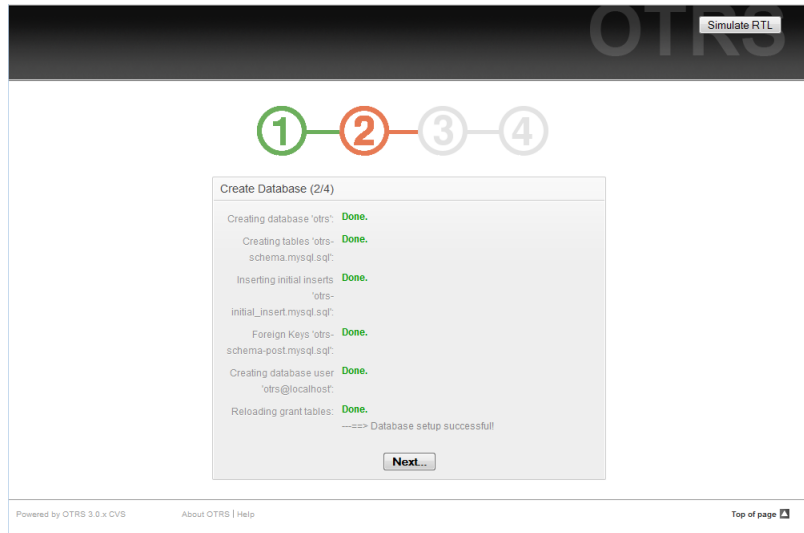 OTRS
Simulate RTL
1 2 3 4
Create Database (2/4)
Creating database 'otrs': Done.
Creating tables 'otrs- Done.
schema.mysql.sql':
Inserting initial inserts Done.
'otrs-
initial_insert.mysql.sql':
Foreign Keys 'otrs- Done.
schema-post.mysql.sql':
Creating database user Done.
'otrs@localhost':
Reloading grant tables: Done.
---==> Database setup successful!
Next...
Powered by OTRS 3.0.x CVS About OTRS | Help Top of page